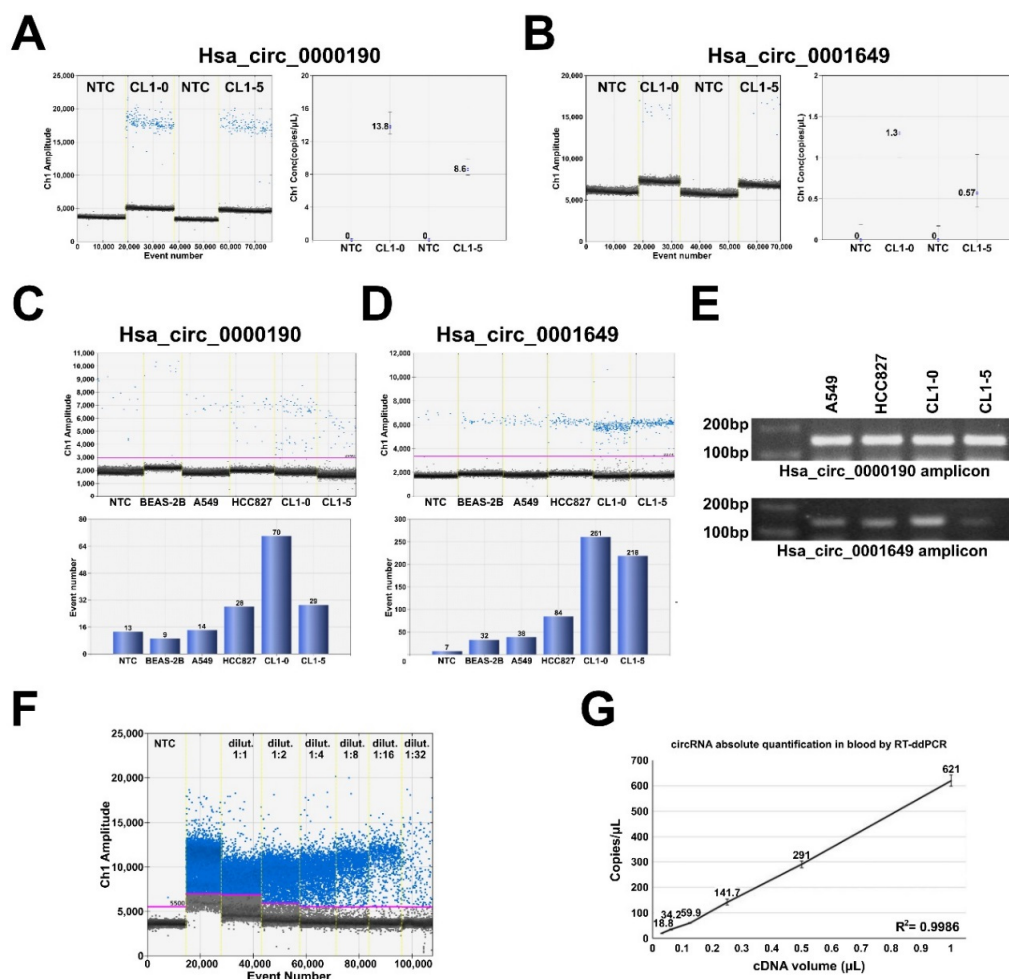 A
Hsa_circ_0000190
25,000
20,000
15,000
10,000
5,000
0
Ch1 Amplitude
NTC CL1-0 NTC CL1-5
0 10,000 20,000 30,000 40,000 50,000 60,000 70,000
Event number
16
12
8
4
0
Ch1 Conc(copies/µL)
13.8
8.6
0 0
NTC CL1-0 NTC CL1-5
B
Hsa_circ_0001649
20,000
15,000
10,000
5,000
0
Ch1 Amplitude
NTC CL1-0 NTC CL1-5
0 10,000 20,000 30,000 40,000 50,000 60,000 70,000
Event number
2
1.5
1
0.5
0
Ch1 Conc(copies/µL)
1.3
0.57
0 0
NTC CL1-0 NTC CL1-5
C
Hsa_circ_0000190
11,000
10,000
9,000
8,000
7,000
6,000
5,000
4,000
3,000
2,000
1,000
0
Ch1 Amplitude
NTC BEAS-2B A549 HCC827 CL1-0 CL1-5
80
64
48
32
16
0
Event number
13 9 14 28 70 29
NTC BEAS-2B A549 HCC827 CL1-0 CL1-5
D
Hsa_circ_0001649
12,000
10,000
8,000
6,000
4,000
2,000
0
Ch1 Amplitude
NTC BEAS-2B A549 HCC827 CL1-0 CL1-5
300
250
200
150
100
50
0
Event number
7 32 38 84 261 218
NTC BEAS-2B A549 HCC827 CL1-0 CL1-5
E
A549 HCC827 CL1-0 CL1-5
200bp
100bp
Hsa_circ_0000190 amplicon
200bp
100bp
Hsa_circ_0001649 amplicon
F
25,000
20,000
15,000
10,000
5,000
0
Ch1 Amplitude
NTC dilut. dilut. dilut. dilut. dilut. dilut.
1:1 1:2 1:4 1:8 1:16 1:32
5500
0 20,000 40,000 60,000 80,000 100,000
Event Number
G
circRNA absolute quantification in blood by RT-ddPCR
700
600
500
400
300
200
100
0
Copies/µL
621
291
141.7
34.2 59.9
18.8
R²= 0.9986
0 0.1 0.2 0.3 0.4 0.5 0.6 0.7 0.8 0.9 1
cDNA volume (µL)